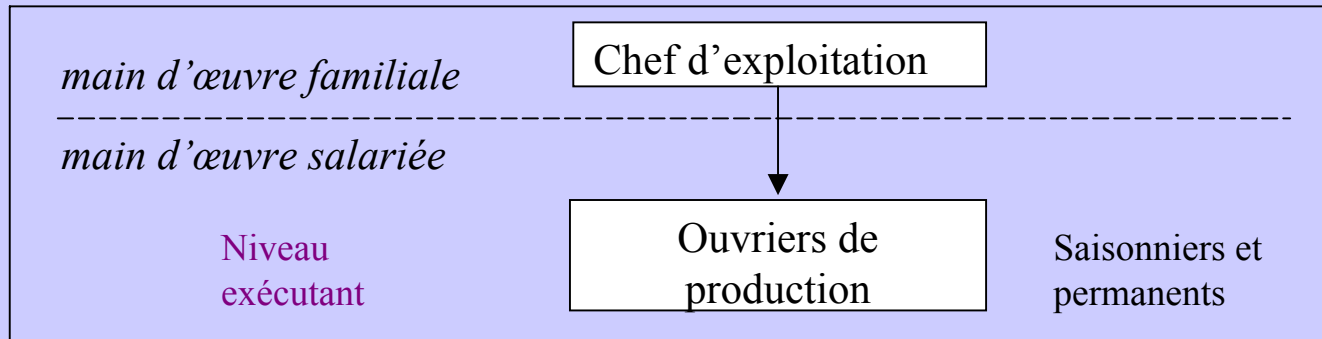 main d’œuvre familiale
Chef d’exploitation
main d’œuvre salariée
Niveau
exécutant
Ouvriers de
production
Saisonniers et
permanents